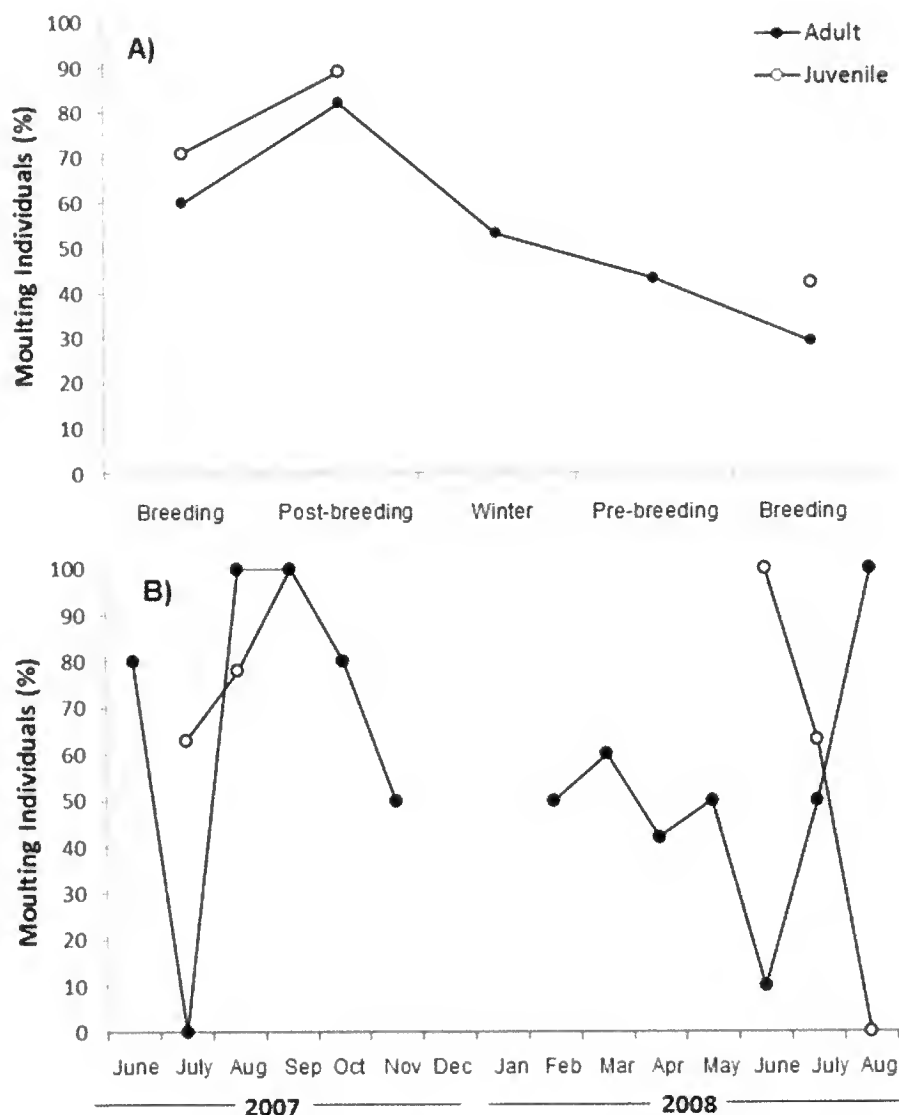 A)
Adult
Juvenile
100
90
80
70
60
50
40
30
20
10
0
Moulting Individuals (%)
Breeding Post-breeding Winter Pre-breeding Breeding
B)
100
90
80
70
60
50
40
30
20
10
0
Moulting Individuals (%)
June July Aug Sep Oct Nov Dec Jan Feb Mar Apr May June July Aug
2007 2008